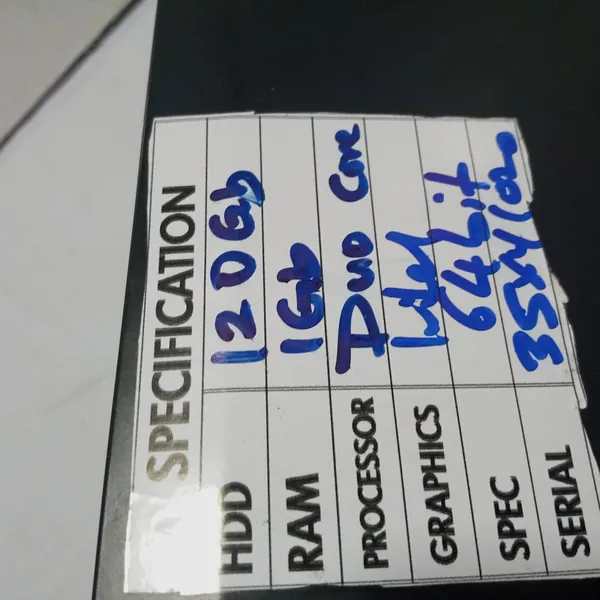 SPECIFICATION
HDD 120Gb
RAM 1Gb
PROCESSOR Duo Core
GRAPHICS Intel
SPEC 64bit
SERIAL